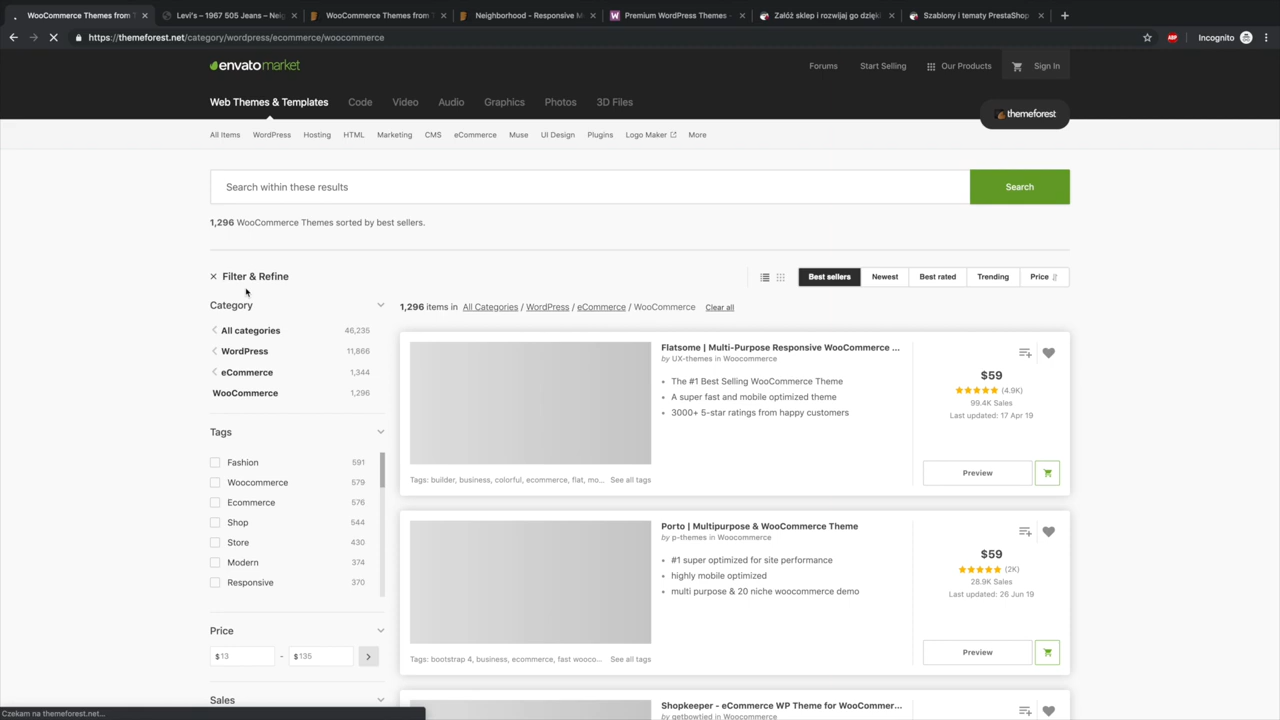 WooCommerce Themes from T
Levi's – 1967 505 Jeans – Nei
WooCommerce Themes from T
Neighborhood - Responsive M
Premium WordPress Themes -
Załóż sklep i rozwijaj go dzięki
Szablony i tematy PrestaShop
https://themeforest.net/category/wordpress/ecommerce/woocommerce
ABP
Incognito
envatomarket
Forums
Start Selling
Our Products
Sign In
Web Themes & Templates
Code
Video
Audio
Graphics
Photos
3D Files
themeforest
All Items
WordPress
Hosting
HTML
Marketing
CMS
eCommerce
Muse
UI Design
Plugins
Logo Maker
More
Search within these results
Search
1,296 WooCommerce Themes sorted by best sellers.
Filter & Refine
Best sellers
Newest
Best rated
Trending
Price
Category
1,296 items in All Categories / WordPress / eCommerce / WooCommerce
Clear all
All categories 46,235
WordPress 11,866
eCommerce 1,344
WooCommerce 1,296
Tags
Fashion 591
Woocommerce 579
Ecommerce 576
Shop 544
Store 430
Modern 374
Responsive 370
Price
$ 13 - $ 135
Sales
Flatsome | Multi-Purpose Responsive WooCommerce ...
by UX-themes in Woocommerce
• The #1 Best Selling WooCommerce Theme
• A super fast and mobile optimized theme
• 3000+ 5-star ratings from happy customers
Tags: builder, business, colorful, ecommerce, flat, mo...
See all tags
$59
(4.9K)
99.4K Sales
Last updated: 17 Apr 19
Preview
Porto | Multipurpose & WooCommerce Theme
by p-themes in Woocommerce
• #1 super optimized for site performance
• highly mobile optimized
• multi purpose & 20 niche woocommerce demo
Tags: bootstrap 4, business, ecommerce, fast wooco...
See all tags
$59
(2K)
28.9K Sales
Last updated: 26 Jun 19
Preview
Shopkeeper - eCommerce WP Theme for WooCommer...
by getbowtied in Woocommerce
Czekam na themeforest.net...